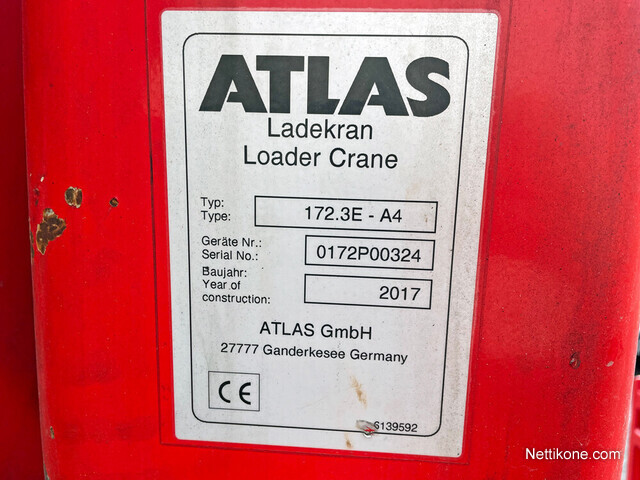 ATLAS
Ladekran
Loader Crane
Typ:
Type:
172.3E - A4
Geräte Nr.:
Serial No.:
0172P00324
Baujahr:
Year of
construction:
2017
ATLAS GmbH
27777 Ganderkesee Germany
CE
6139592
Nettikone.com